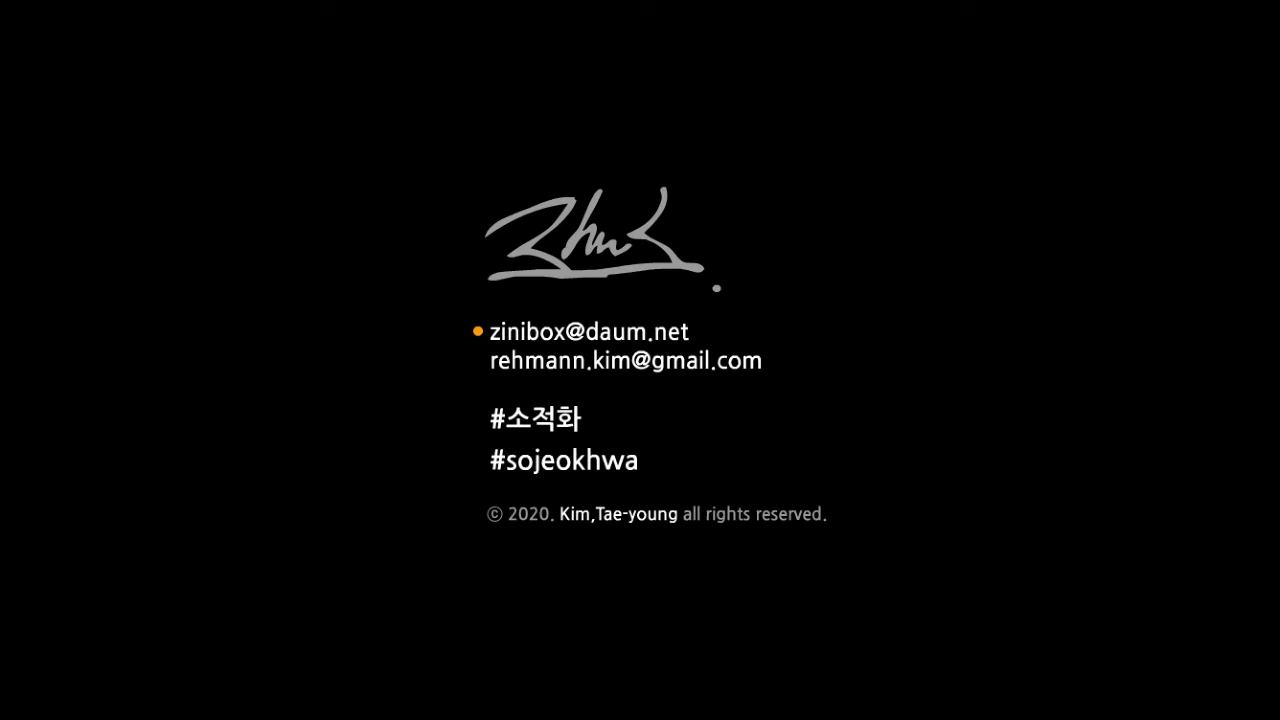 zinibox@daum.net
rehmann.kim@gmail.com
#소적화
#sojeokhwa
ⓒ 2020. Kim,Tae-young all rights reserved.